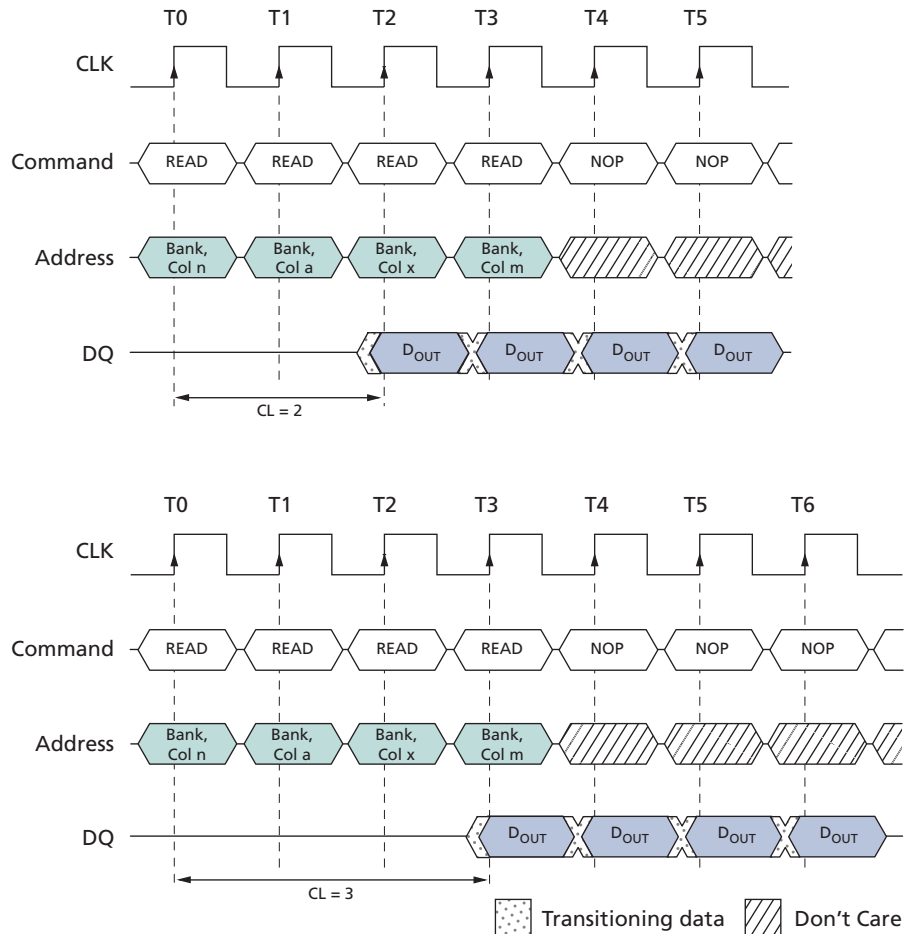 T0 T1 T2 T3 T4 T5
CLK
Command READ READ READ READ NOP NOP
Address Bank, Col n Bank, Col a Bank, Col x Bank, Col m
DQ DOUT DOUT DOUT DOUT
CL = 2
T0 T1 T2 T3 T4 T5 T6
CLK
Command READ READ READ READ NOP NOP NOP
Address Bank, Col n Bank, Col a Bank, Col x Bank, Col m
DQ DOUT DOUT DOUT DOUT
CL = 3
Transitioning data Don't Care